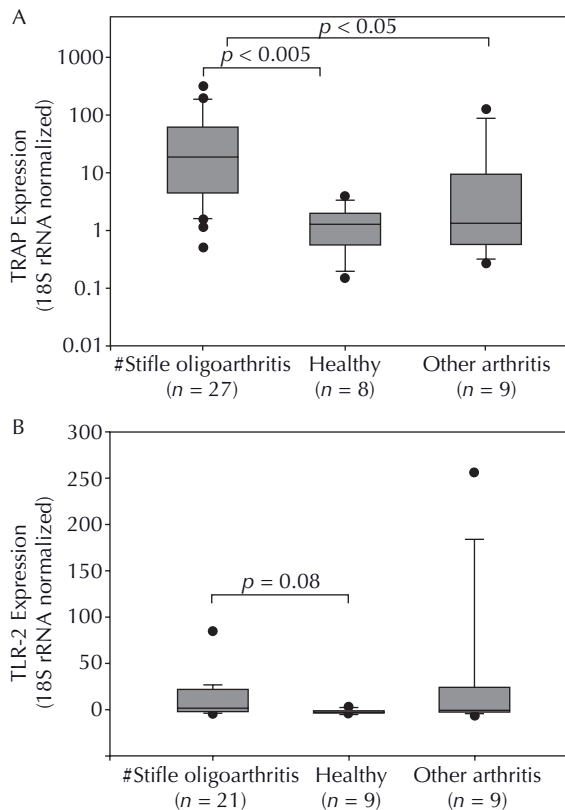 A
p < 0.05
p < 0.005
1000
100
10
1
0.1
0.01
TRAP Expression
(18S rRNA normalized)
#Stifle oligoarthritis
(n = 27)
Healthy
(n = 8)
Other arthritis
(n = 9)
B
300
250
200
150
100
50
0
TLR-2 Expression
(18S rRNA normalized)
p = 0.08
#Stifle oligoarthritis
(n = 21)
Healthy
(n = 9)
Other arthritis
(n = 9)